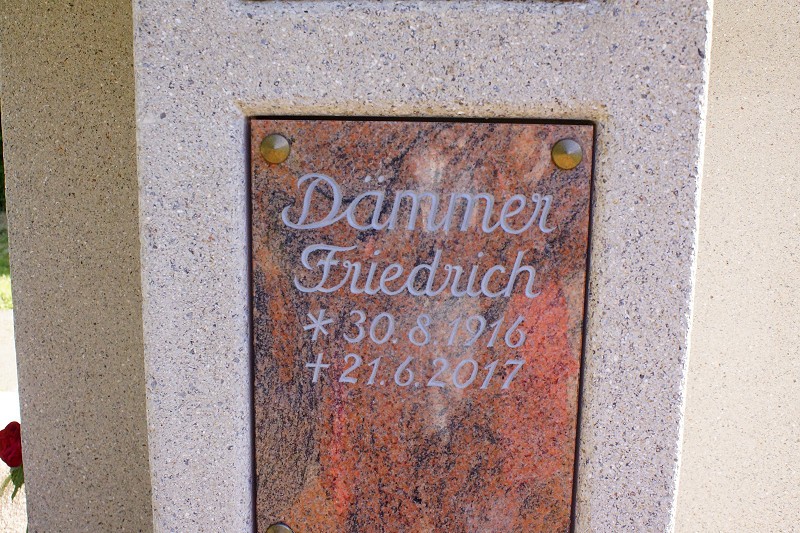 Dämmer
Friedrich
* 30.8.1916
+ 21.6.2017